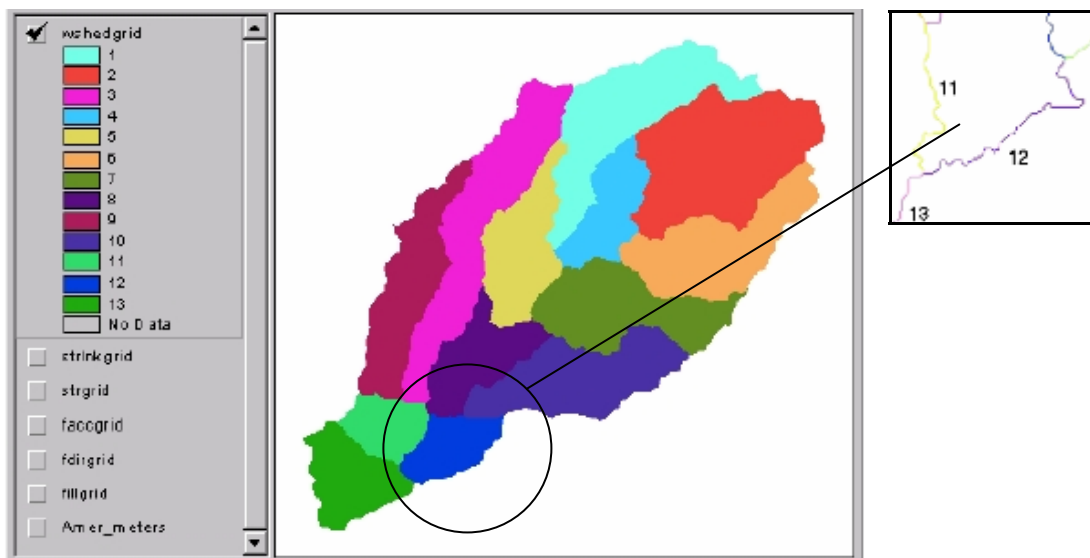 wshedgrid
1
2
3
4
5
6
7
8
9
10
11
12
13
No Data
strlnkgrid
strgrid
faccgrid
fdirgrid
fillgrid
Amer_meters
11
12
13